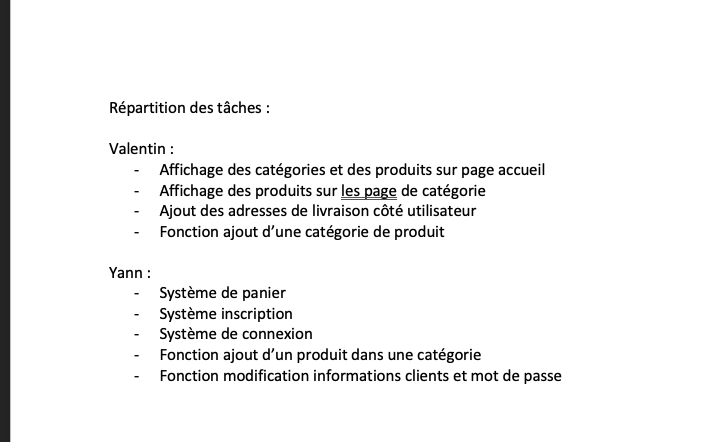 Répartition des tâches :
Valentin :
- Affichage des catégories et des produits sur page accueil
- Affichage des produits sur les page de catégorie
- Ajout des adresses de livraison côté utilisateur
- Fonction ajout d’une catégorie de produit
Yann :
- Système de panier
- Système inscription
- Système de connexion
- Fonction ajout d’un produit dans une catégorie
- Fonction modification informations clients et mot de passe